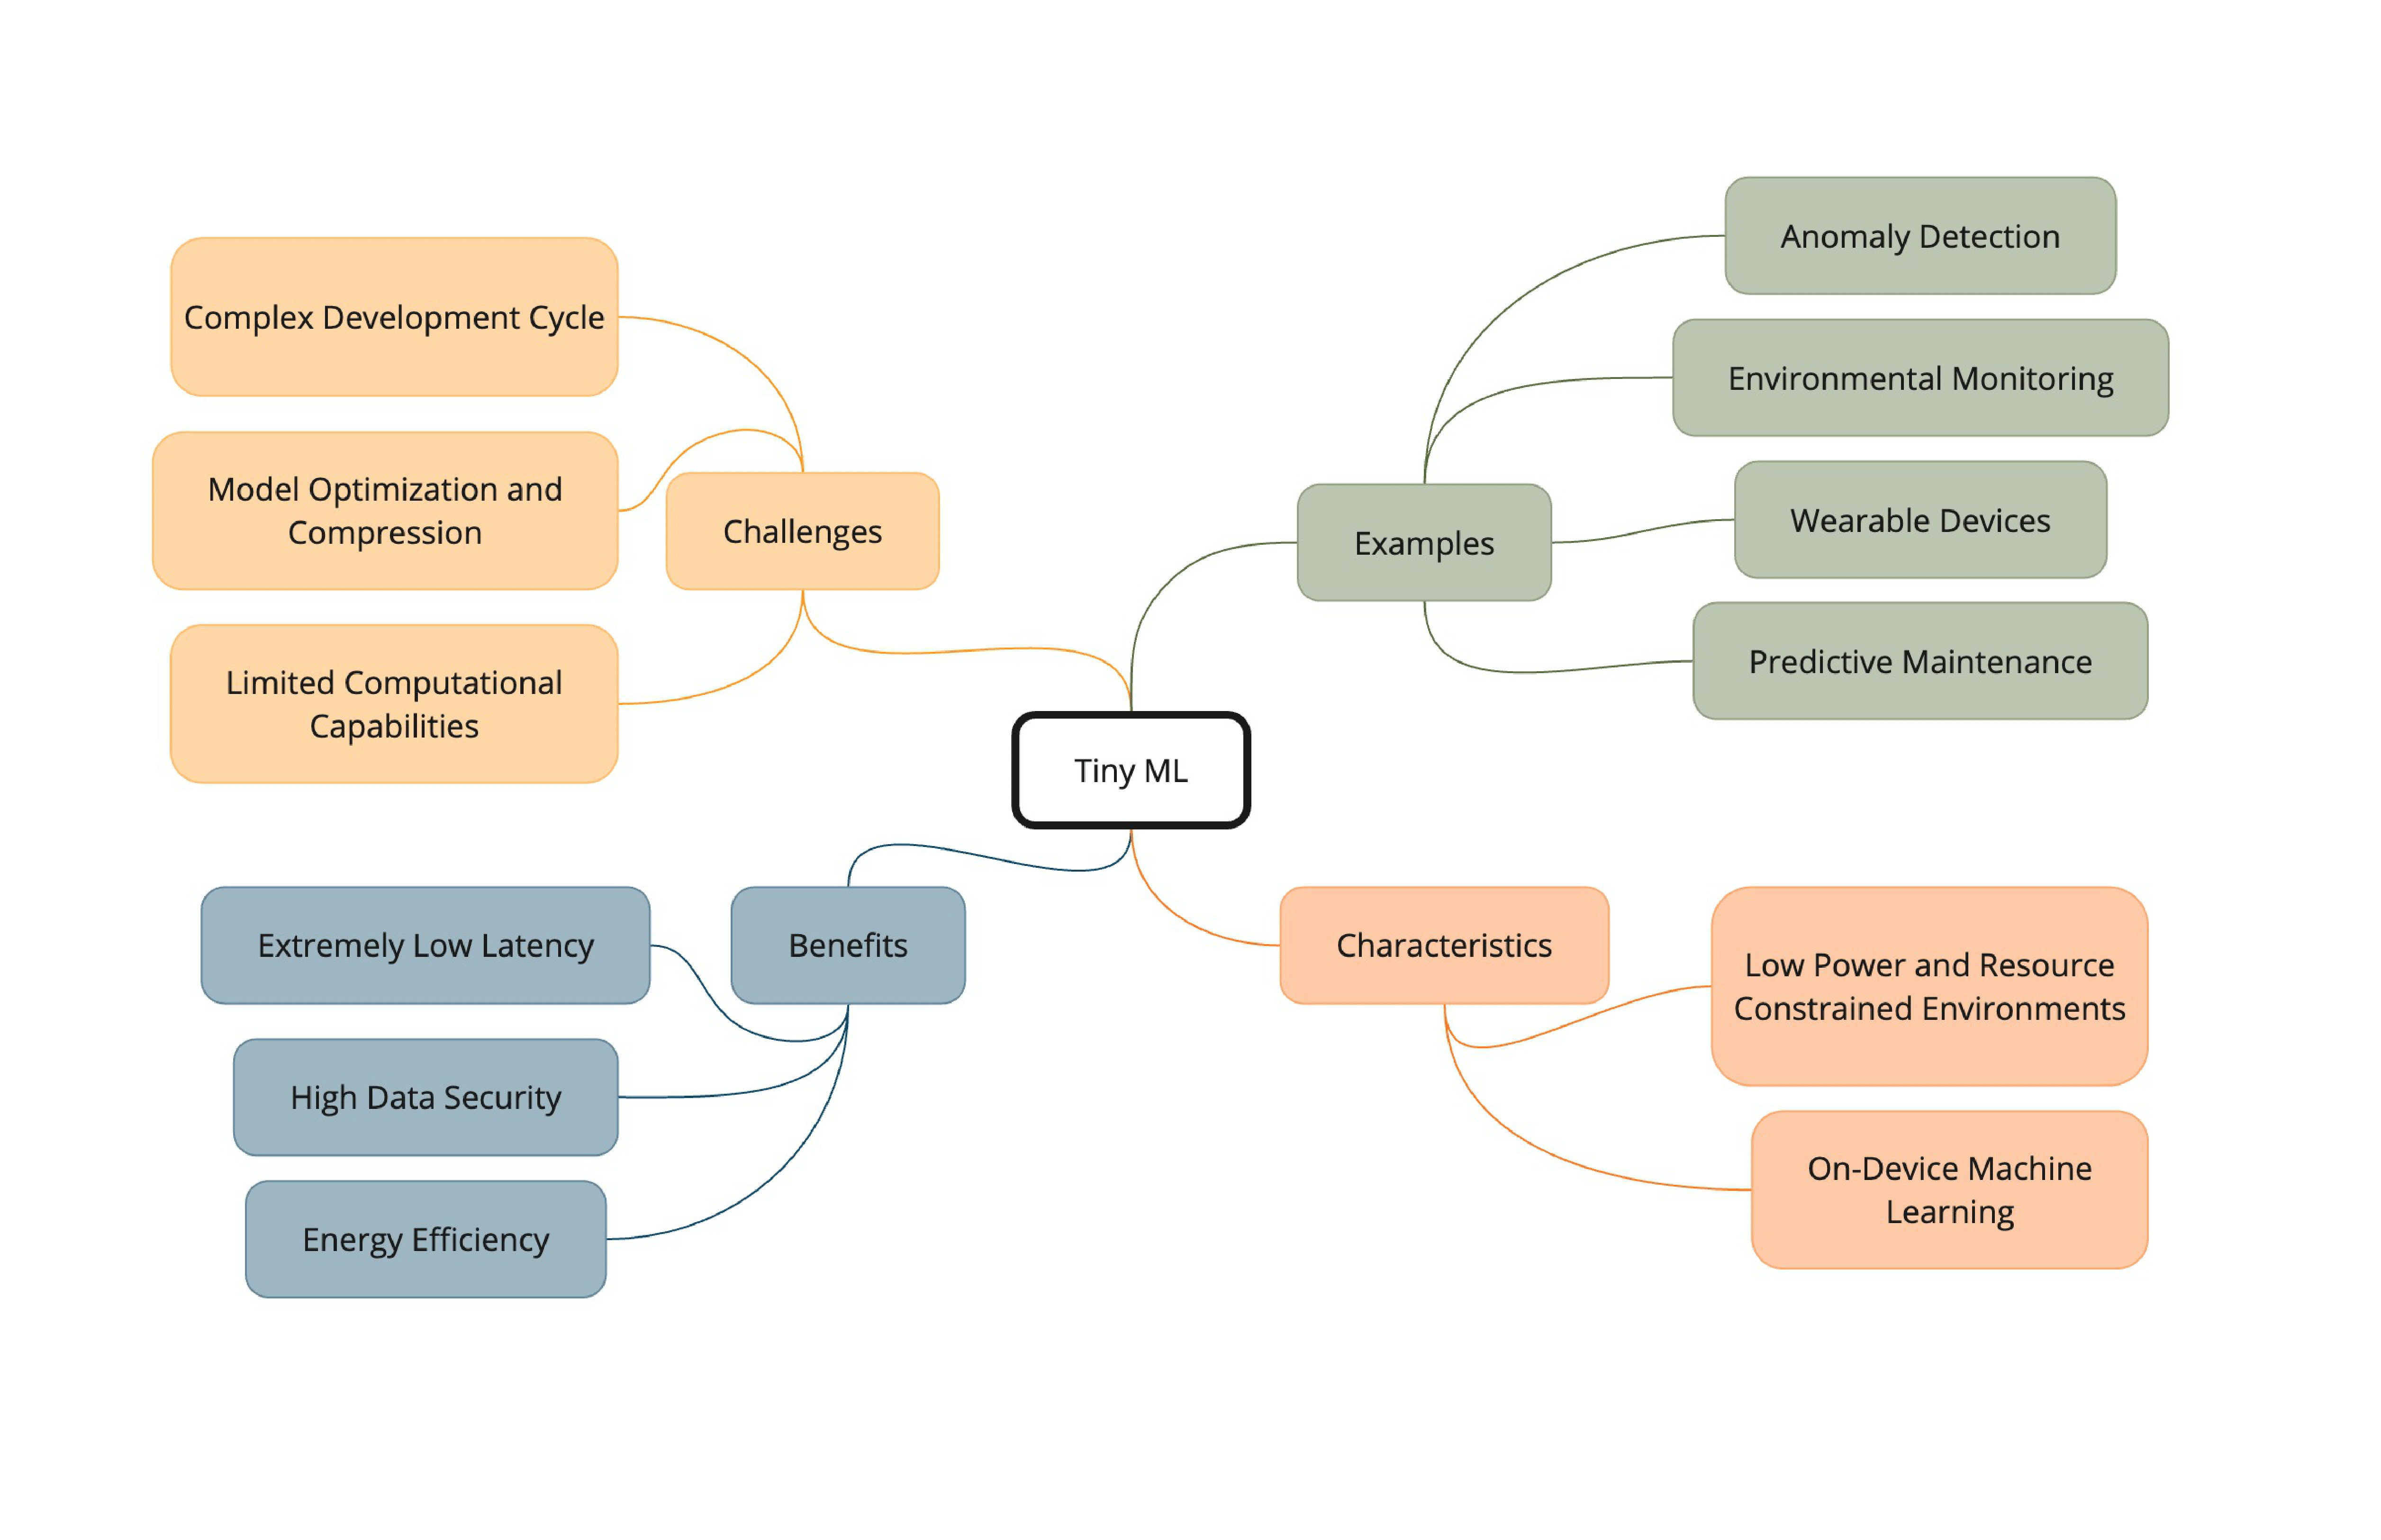 Tiny ML
Challenges
Complex Development Cycle
Model Optimization and
Compression
Limited Computational
Capabilities
Examples
Anomaly Detection
Environmental Monitoring
Wearable Devices
Predictive Maintenance
Benefits
Extremely Low Latency
High Data Security
Energy Efficiency
Characteristics
Low Power and Resource
Constrained Environments
On-Device Machine
Learning